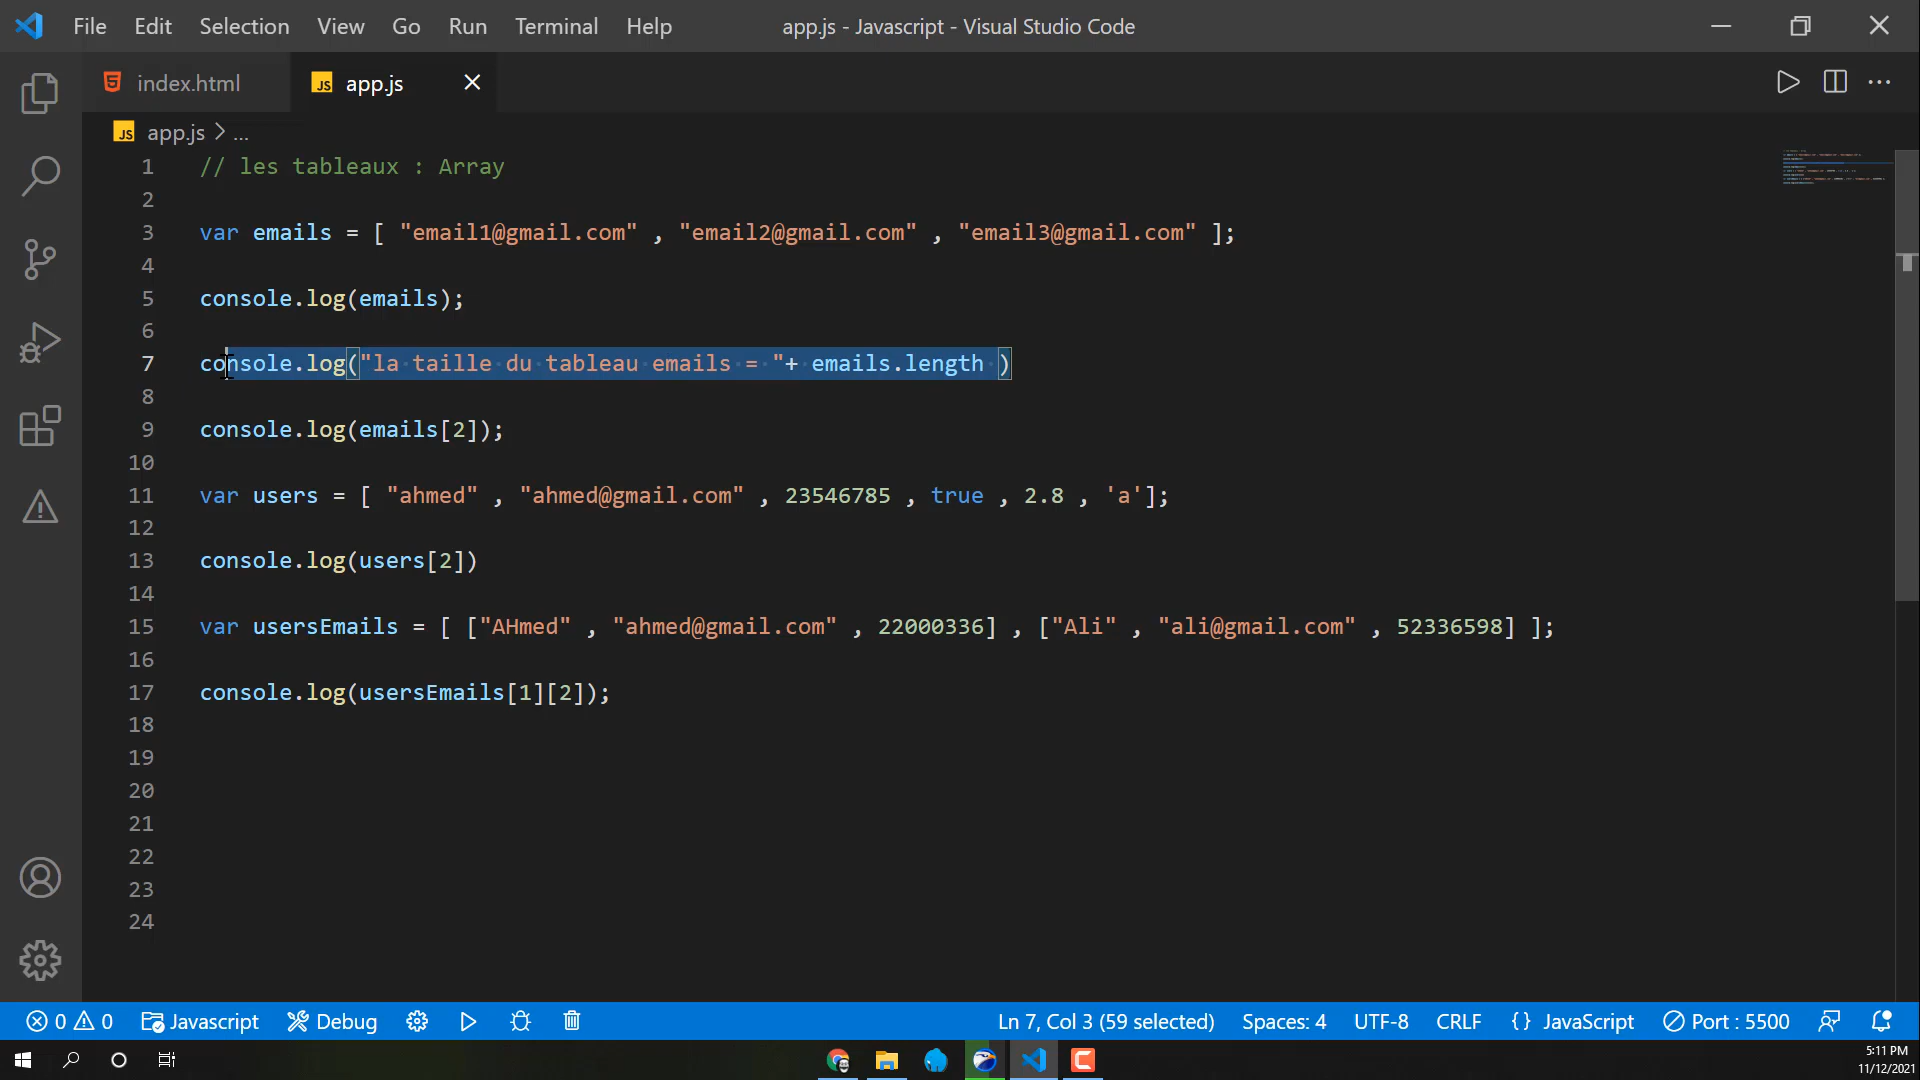 File Edit Selection View Go Run Terminal Help app.js - Javascript - Visual Studio Code
index.html JS app.js
JS app.js > ...
1 // les tableaux : Array
2
3 var emails = [ "email1@gmail.com" , "email2@gmail.com" , "email3@gmail.com" ];
4
5 console.log(emails);
6
7 console.log("la taille du tableau emails = "+ emails.length )
8
9 console.log(emails[2]);
10
11 var users = [ "ahmed" , "ahmed@gmail.com" , 23546785 , true , 2.8 , 'a'];
12
13 console.log(users[2])
14
15 var usersEmails = [ ["AHmed" , "ahmed@gmail.com" , 22000336] , ["Ali" , "ali@gmail.com" , 52336598] ];
16
17 console.log(usersEmails[1][2]);
18
19
20
21
22
23
24
0 0 Javascript Debug Ln 7, Col 3 (59 selected) Spaces: 4 UTF-8 CRLF {} JavaScript Port : 5500
5:11 PM
11/12/2021